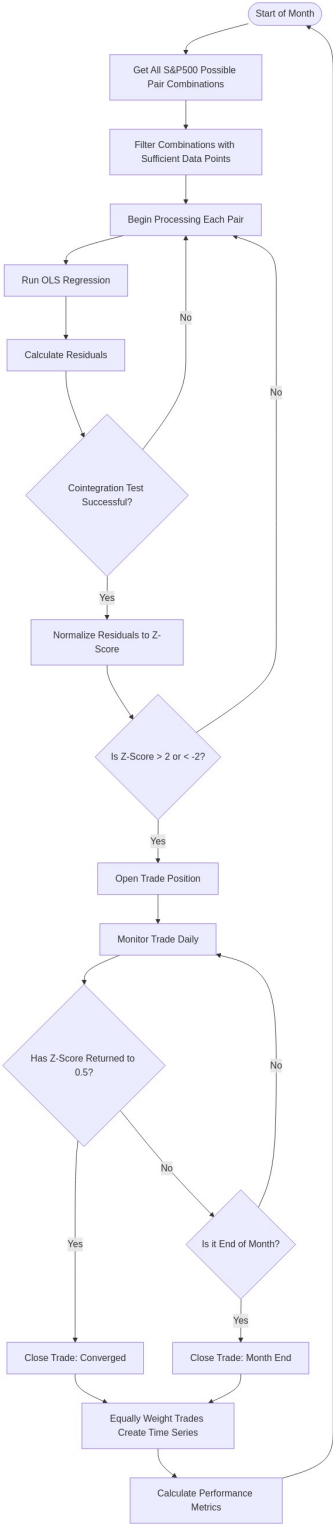 Start of Month
Get All S&P500 Possible
Pair Combinations
Filter Combinations with
Sufficient Data Points
Begin Processing Each Pair
Run OLS Regression
No
Calculate Residuals
No
Cointegration Test
Successful?
Yes
Normalize Residuals to Z-
Score
Is Z-Score > 2 or < -2?
Yes
Open Trade Position
Monitor Trade Daily
Has Z-Score Returned to
0.5?
No
No
Is it End of Month?
Yes
Yes
Close Trade: Converged
Close Trade: Month End
Equally Weight Trades
Create Time Series
Calculate Performance
Metrics